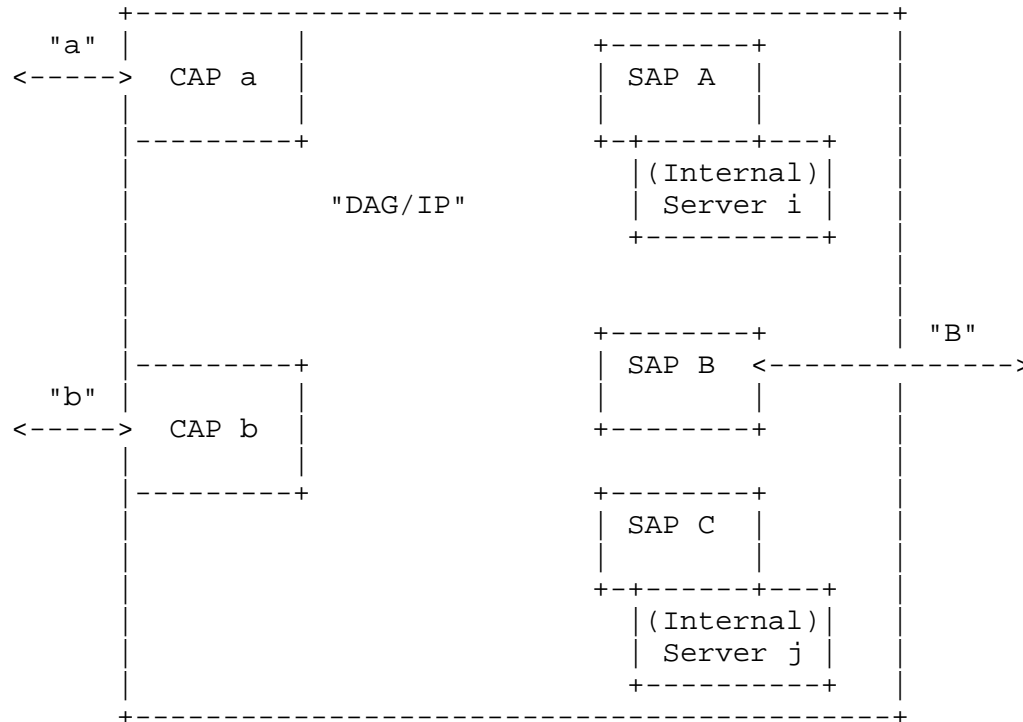 "a"
CAP a
SAP A
(Internal)
Server i
"DAG/IP"
"B"
SAP B
"b"
CAP b
SAP C
(Internal)
Server j